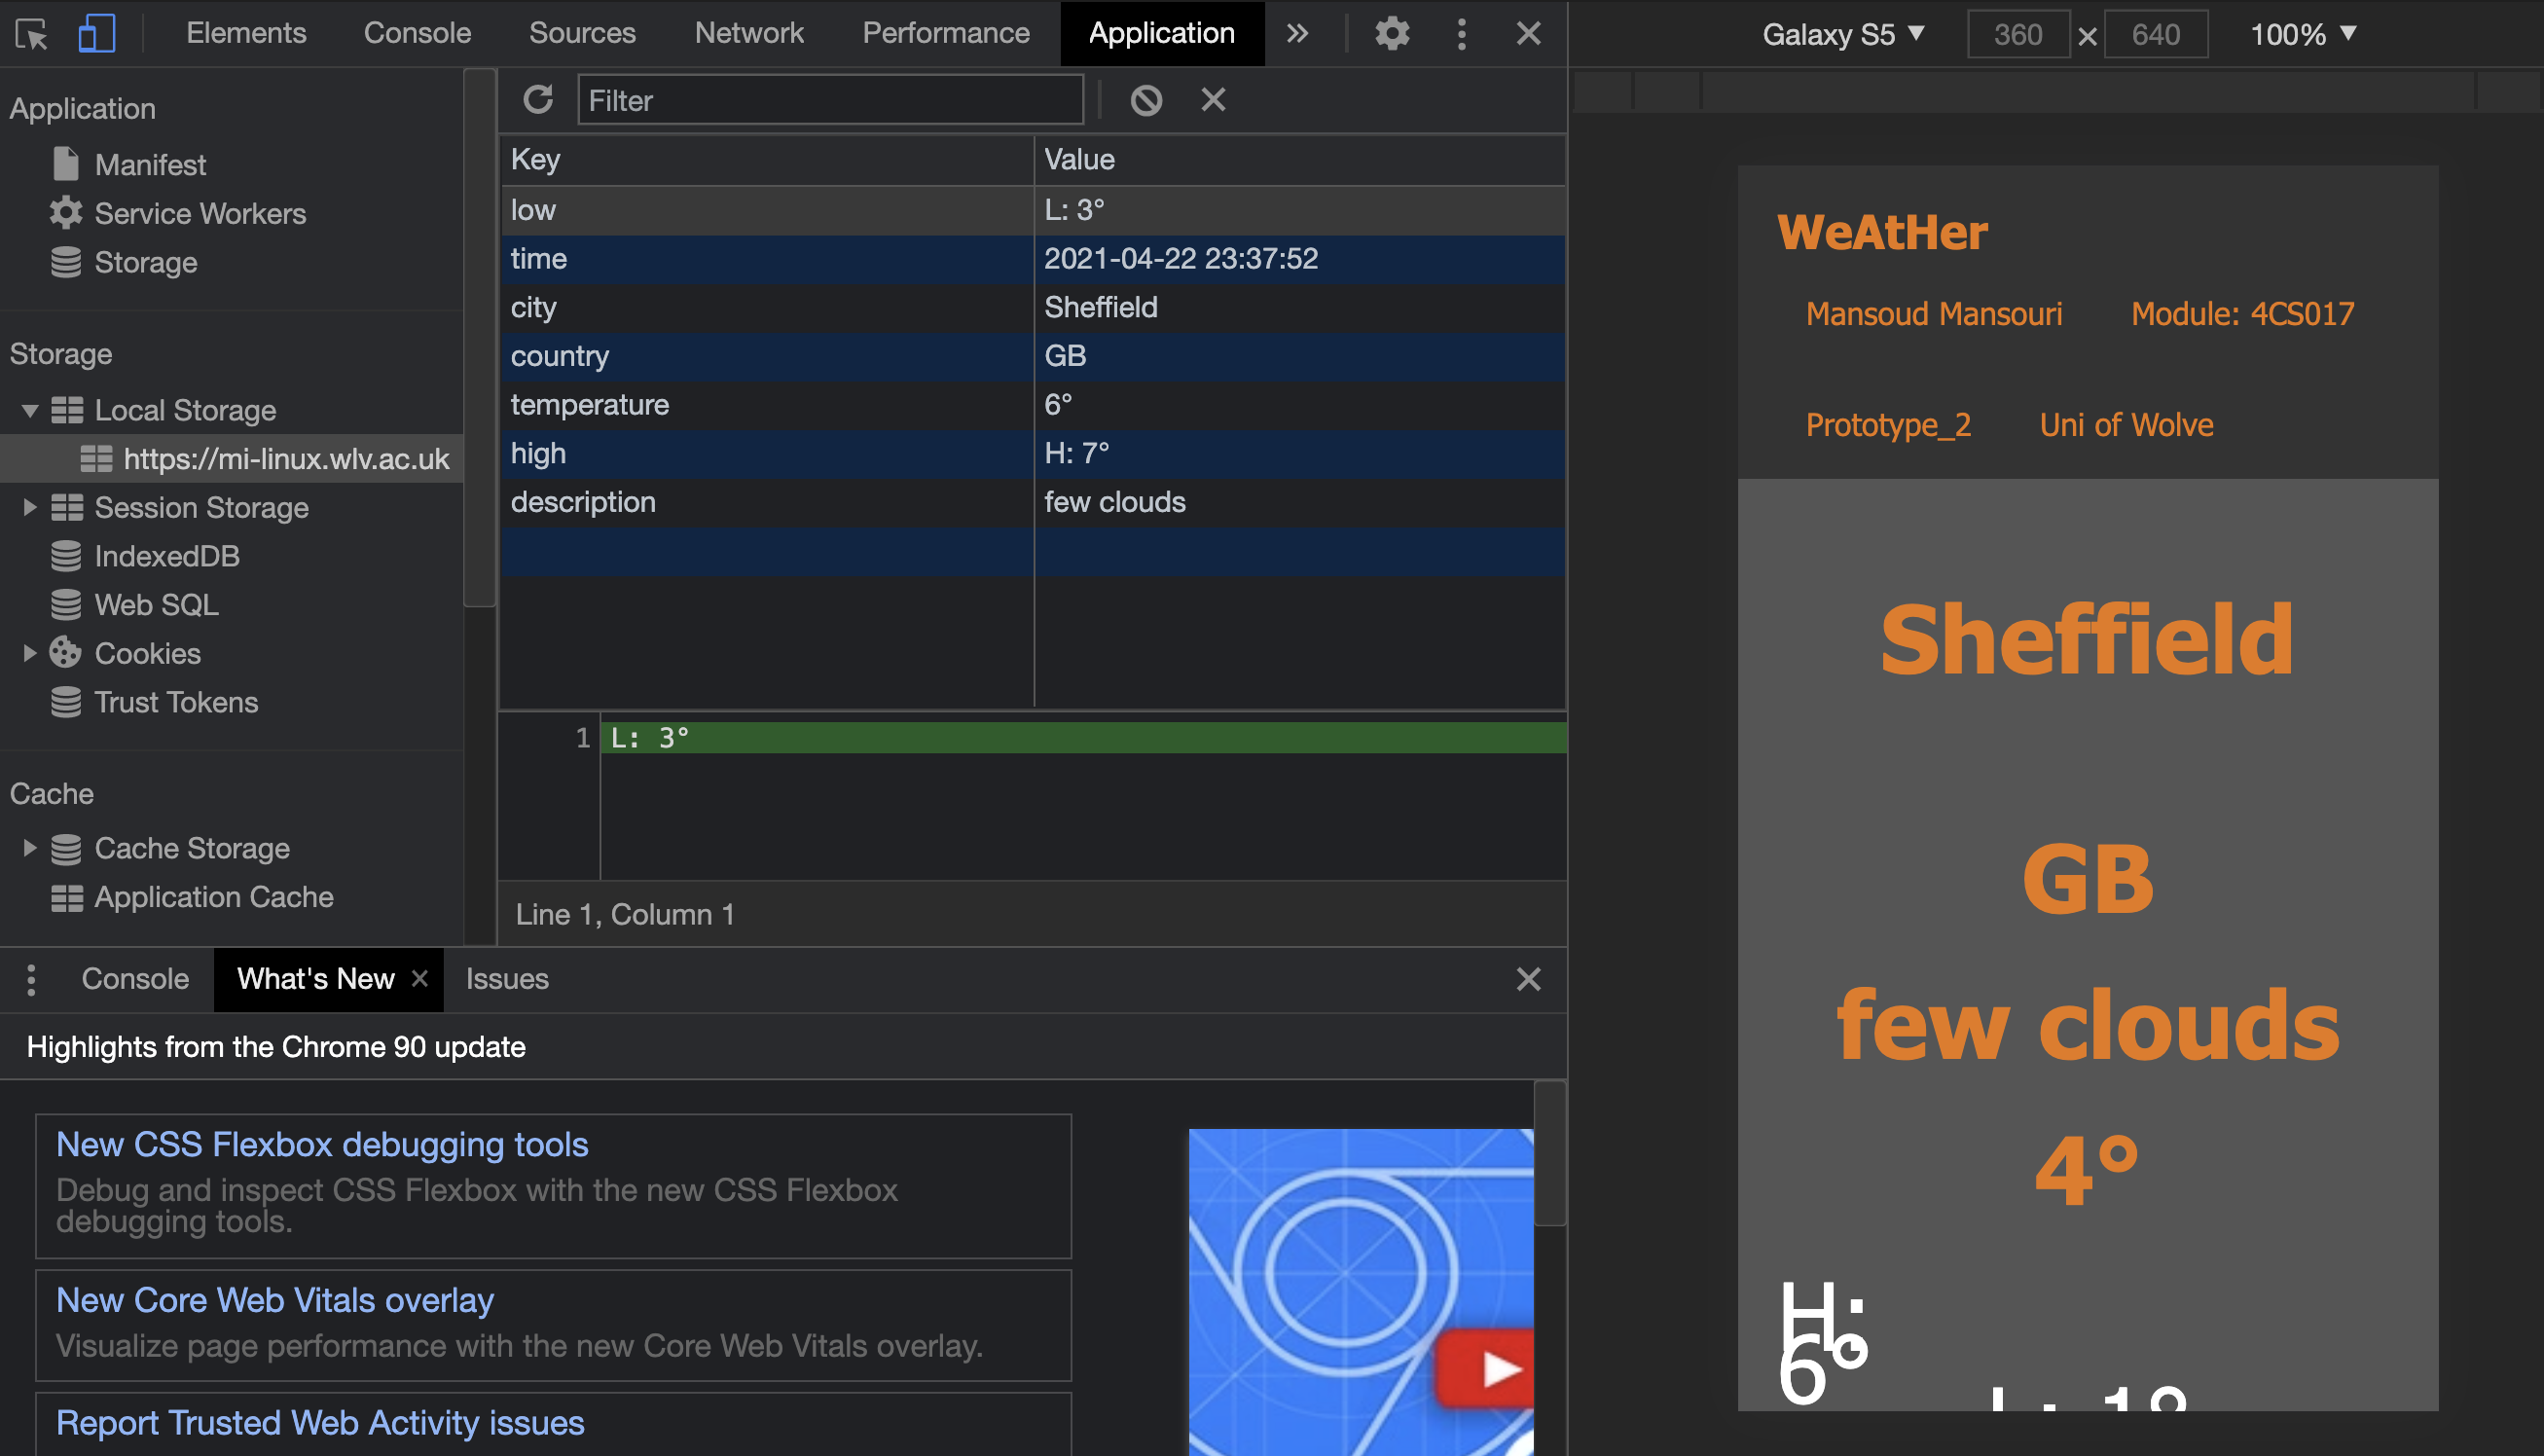 Elements Console Sources Network Performance Application
Galaxy S5 ▼ 360 × 640 100% ▼
Application
Manifest
Service Workers
Storage
Storage
Local Storage
https://mi-linux.wlv.ac.uk
Session Storage
IndexedDB
Web SQL
Cookies
Trust Tokens
Cache
Cache Storage
Application Cache
Filter
Key Value
low L: 3°
time 2021-04-22 23:37:52
city Sheffield
country GB
temperature 6°
high H: 7°
description few clouds
1 L: 3°
Line 1, Column 1
Console What's New Issues
Highlights from the Chrome 90 update
New CSS Flexbox debugging tools
Debug and inspect CSS Flexbox with the new CSS Flexbox
debugging tools.
New Core Web Vitals overlay
Visualize page performance with the new Core Web Vitals overlay.
Report Trusted Web Activity issues
WeAtHer
Mansoud Mansouri Module: 4CS017
Prototype_2 Uni of Wolve
Sheffield
GB
few clouds
4°
H:
6°